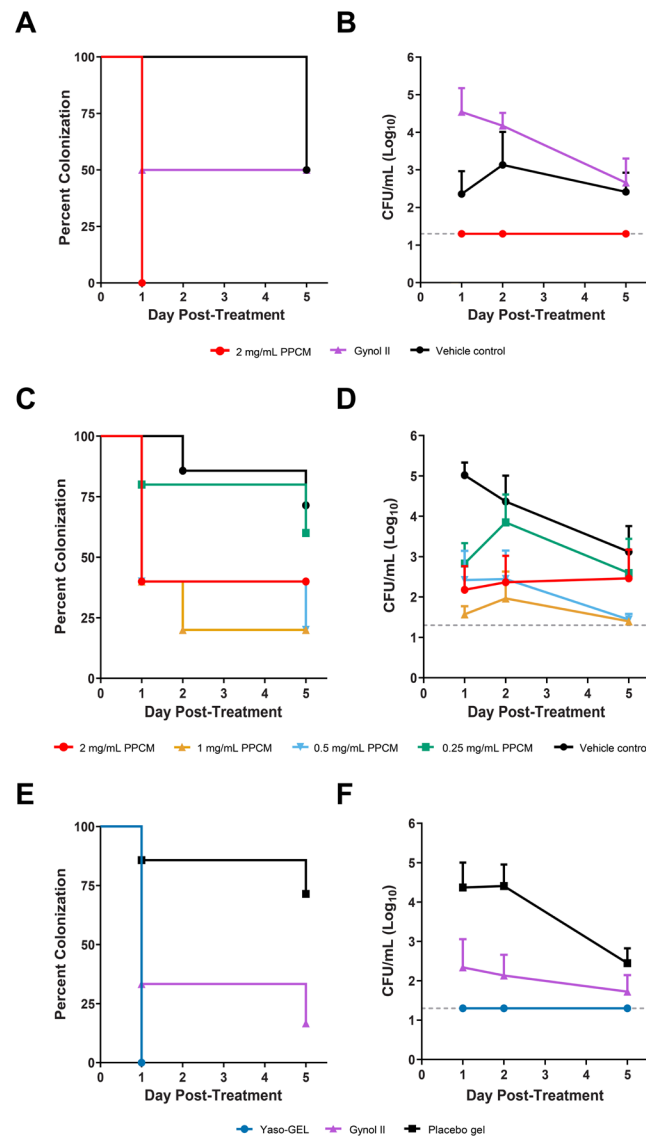 A
B
Percent Colonization
100
75
50
25
0
0 1 2 3 4 5
Day Post-Treatment
CFU/mL (Log10)
6
5
4
3
2
1
0
0 1 2 3 4 5
Day Post-Treatment
2 mg/mL PPCM Gynol II Vehicle control
C
D
Percent Colonization
100
75
50
25
0
0 1 2 3 4 5
Day Post-Treatment
CFU/mL (Log10)
6
5
4
3
2
1
0
0 1 2 3 4 5
Day Post-Treatment
2 mg/mL PPCM 1 mg/mL PPCM 0.5 mg/mL PPCM 0.25 mg/mL PPCM Vehicle control
E
F
Percent Colonization
100
75
50
25
0
0 1 2 3 4 5
Day Post-Treatment
CFU/mL (Log10)
6
5
4
3
2
1
0
0 1 2 3 4 5
Day Post-Treatment
Yaso-GEL Gynol II Placebo gel